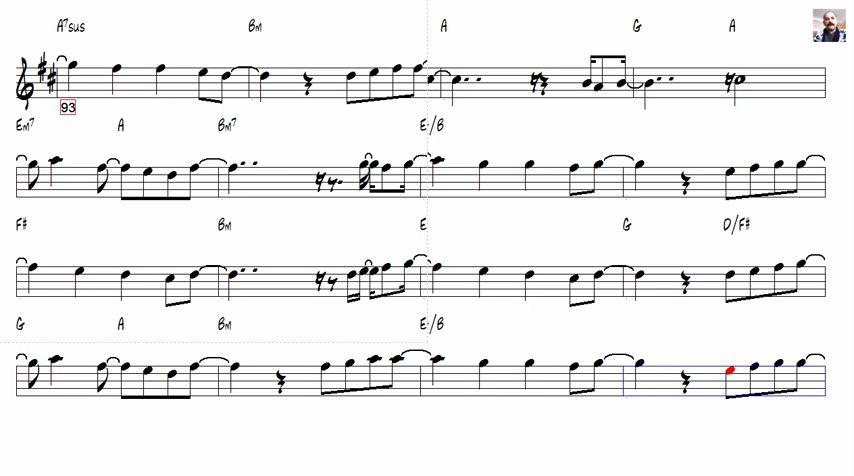 A7sus Bm A G A
93
Em7 A Bm7 E/B
F# Bm E G D/F#
G A Bm E/B